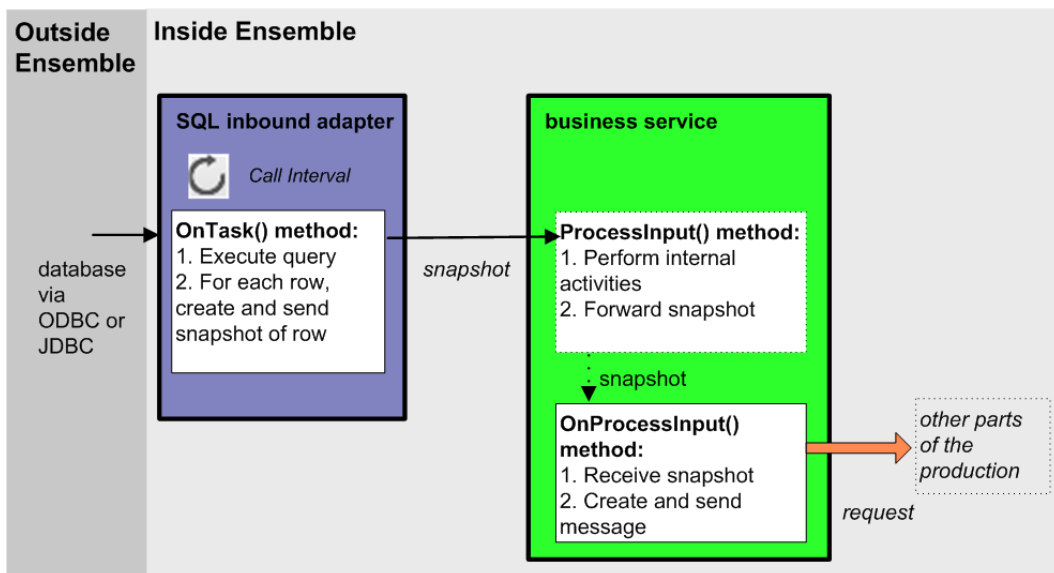 Outside
Ensemble
Inside Ensemble
database
via
ODBC or
JDBC
SQL inbound adapter
Call Interval
OnTask() method:
1. Execute query
2. For each row,
create and send
snapshot of row
snapshot
business service
ProcessInput() method:
1. Perform internal
activities
2. Forward snapshot
snapshot
OnProcessInput()
method:
1. Receive snapshot
2. Create and send
message
request
other parts
of the
production